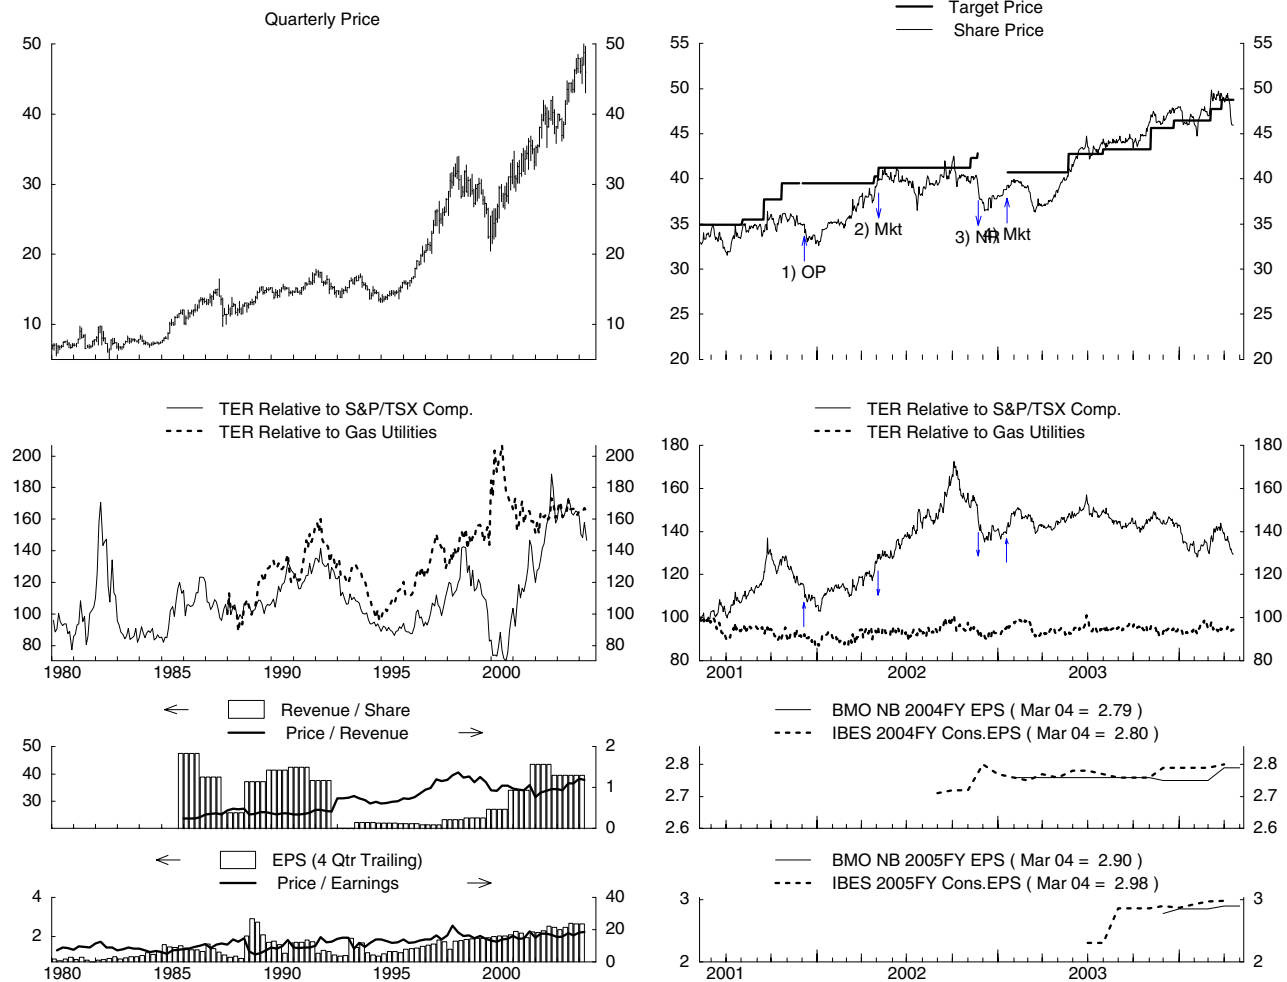 Quarterly Price
50 50
40 40
30 30
20 20
10 10
Target Price
Share Price
55 55
50 50
45 45
40 40
35 35
30 30
25 25
20 20
1) OP
2) Mkt
3) NR
4) Mkt
TER Relative to S&P/TSX Comp.
TER Relative to Gas Utilities
200 200
180 180
160 160
140 140
120 120
100 100
80 80
1980 1985 1990 1995 2000
TER Relative to S&P/TSX Comp.
TER Relative to Gas Utilities
180 180
160 160
140 140
120 120
100 100
80 80
2001 2002 2003
Revenue / Share
Price / Revenue
50 2
40 1
30
0
EPS (4 Qtr Trailing)
Price / Earnings
4 40
2 20
0
1980 1985 1990 1995 2000
BMO NB 2004FY EPS ( Mar 04 = 2.79 )
IBES 2004FY Cons.EPS ( Mar 04 = 2.80 )
2.8 2.8
2.7 2.7
2.6 2.6
BMO NB 2005FY EPS ( Mar 04 = 2.90 )
IBES 2005FY Cons.EPS ( Mar 04 = 2.98 )
3 3
2 2
2001 2002 2003